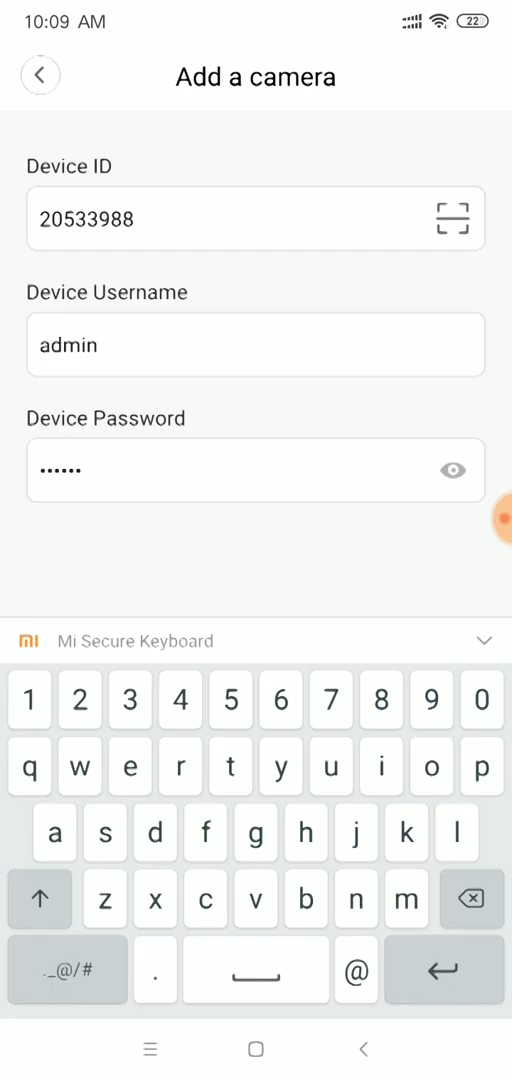 10:09 AM
22
Add a camera
Device ID
20533988
Device Username
admin
Device Password
••••••
MI Mi Secure Keyboard
1 2 3 4 5 6 7 8 9 0
q w e r t y u i o p
a s d f g h j k l
z x c v b n m
._@/# . @